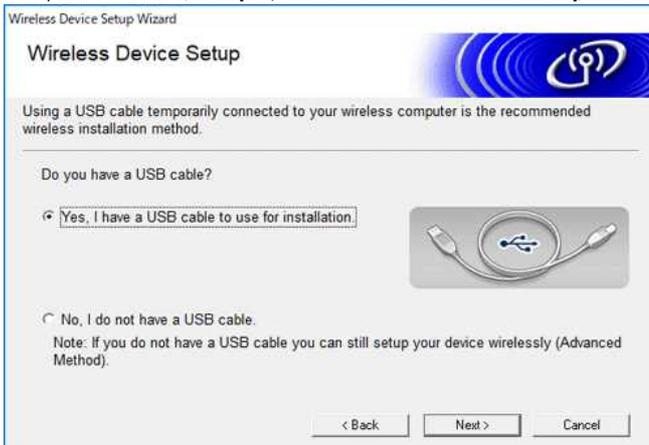 Wireless Device Setup Wizard
Wireless Device Setup
Using a USB cable temporarily connected to your wireless computer is the recommended
wireless installation method.
Do you have a USB cable?
Yes, I have a USB cable to use for installation.
No, I do not have a USB cable.
Note: If you do not have a USB cable you can still setup your device wirelessly (Advanced
Method).
< Back
Next >
Cancel